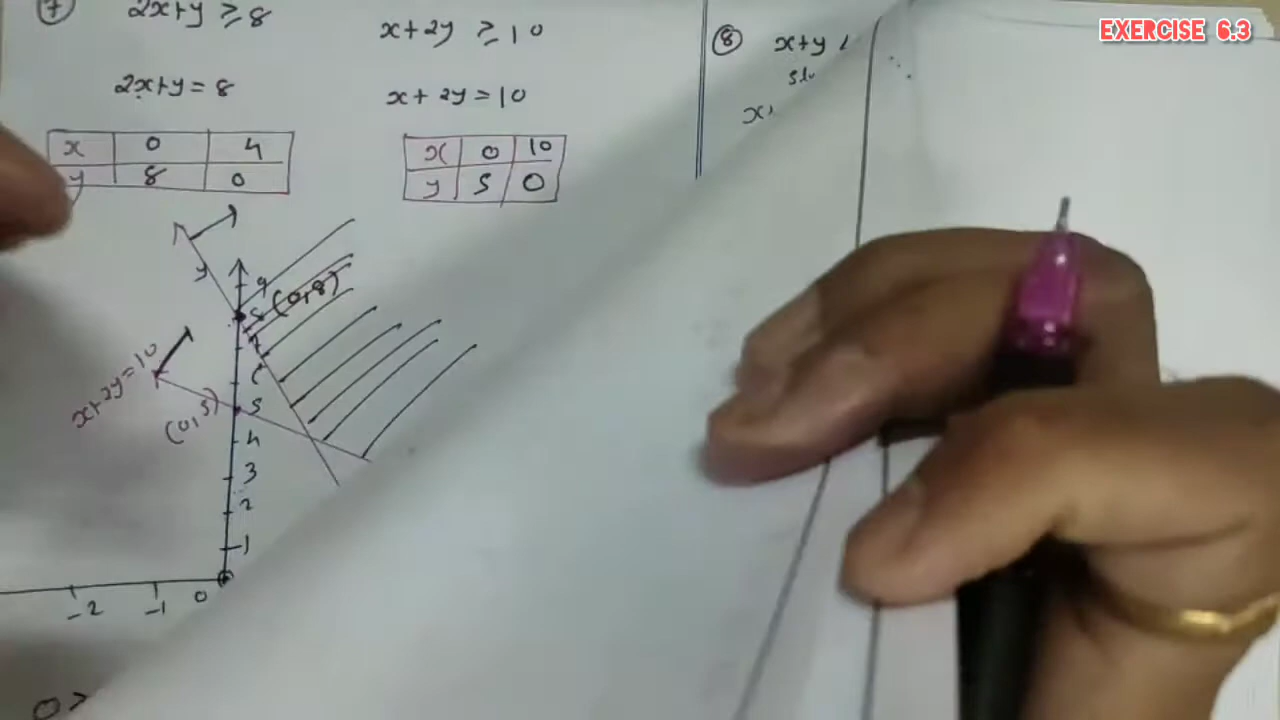 EXERCISE 6.3
7
2x+y ≥ 8
x+2y ≥ 10
2x+y = 8
x + 2y = 10
x 0 4
y 8 0
x 0 10
y 5 0
y
9
8 (0,8)
7
x+2y=10
(0,5) 5
4
3
2
1
-2 -1 0
0 >
8 x+y